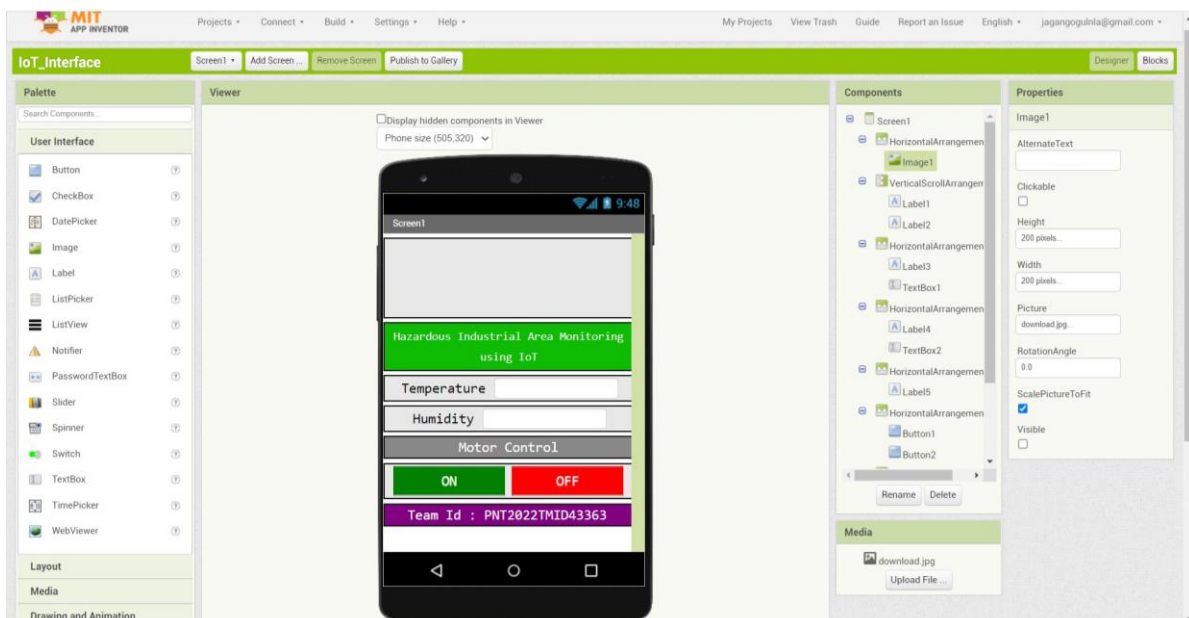 MIT
APP INVENTOR
Projects Connect Build Settings Help My Projects View Trash Guide Report an Issue English jagangogulnla@gmail.com
IoT_Interface
Screen1 Add Screen ... Remove Screen Publish to Gallery Designer Blocks
Palette
Search Components...
User Interface
Button
CheckBox
DatePicker
Image
Label
ListPicker
ListView
Notifier
PasswordTextBox
Slider
Spinner
Switch
TextBox
TimePicker
WebViewer
Layout
Media
Drawing and Animation
Viewer
Display hidden components in Viewer
Phone size (505,320)
9:48
Screen1
Hazardous Industrial Area Monitoring
using IoT
Temperature
Humidity
Motor Control
ON OFF
Team Id : PNT2022TMID43363
Components
Screen1
HorizontalArrangemen
Image1
VerticalScrollArrangen
Label1
Label2
HorizontalArrangemen
Label3
TextBox1
HorizontalArrangemen
Label4
TextBox2
HorizontalArrangemen
Label5
HorizontalArrangemen
Button1
Button2
Rename Delete
Media
download.jpg
Upload File ...
Properties
Image1
AlternateText
Clickable
Height
200 pixels...
Width
200 pixels...
Picture
download.jpg...
RotationAngle
0.0
ScalePictureToFit
Visible